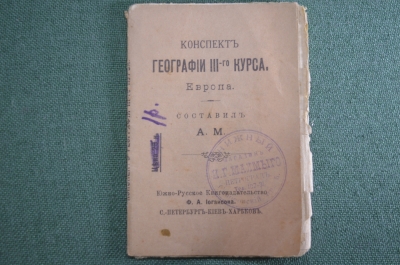 КОНСПЕКТЪ
ГЕОГРАФІИ III-го КУРСА.
Европа.
СОСТАВИЛЪ
А. М.
Южно-Русское Книгоиздательство
Ф. А. Іогансона.
С.-ПЕТЕРБУРГЪ-КІЕВЪ ХАРЬКОВЪ.